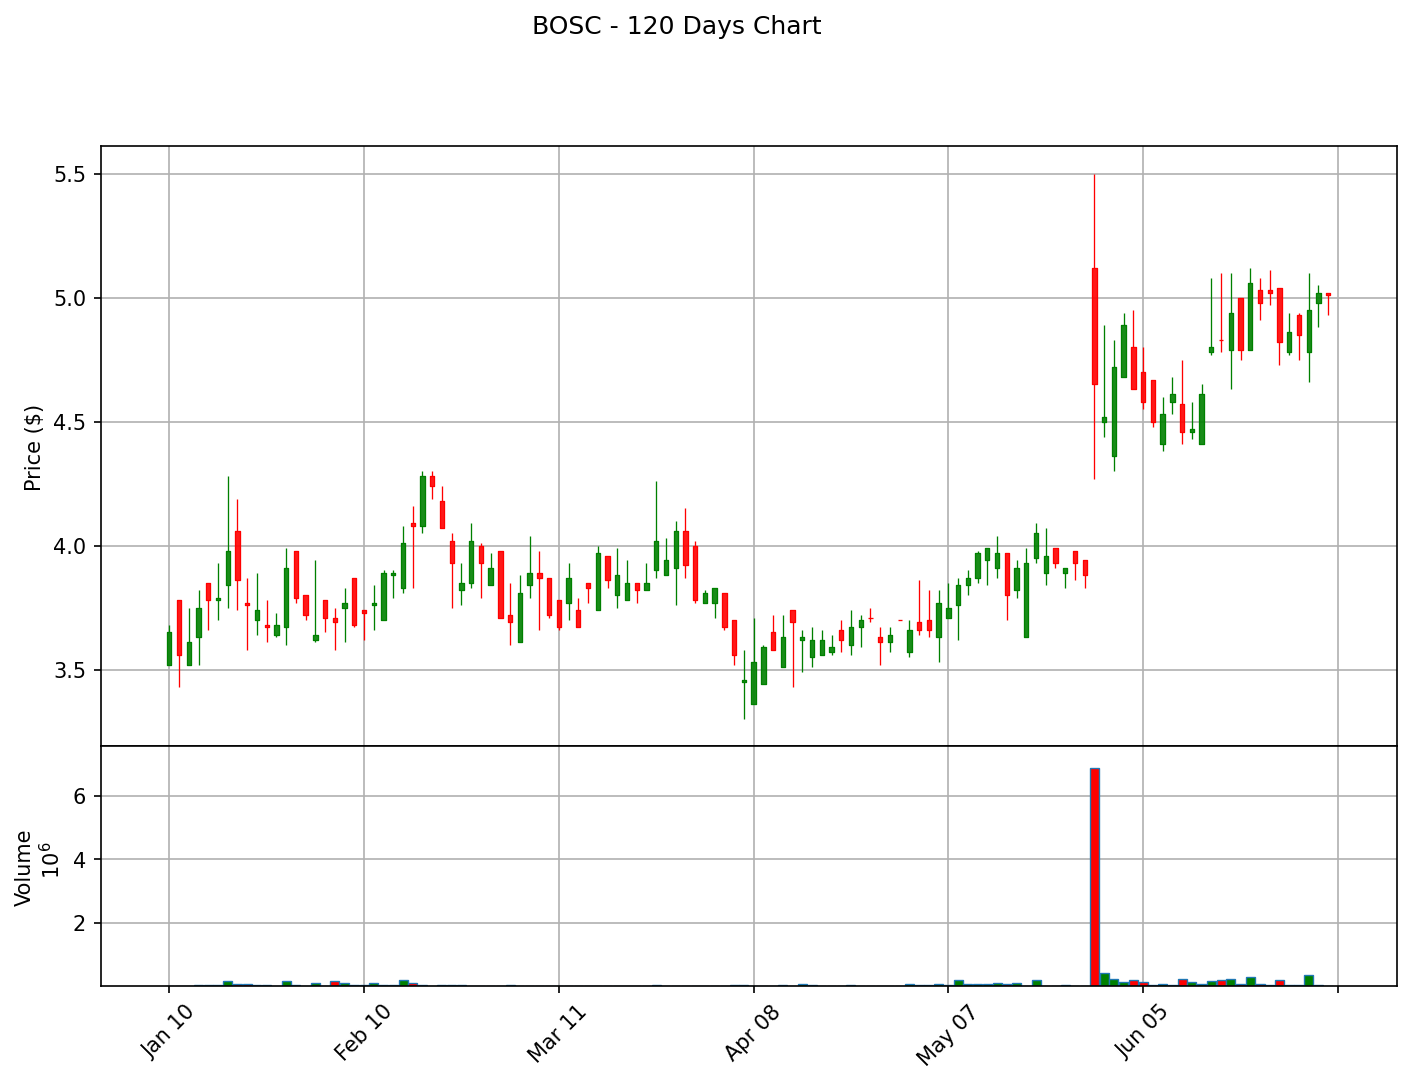 BOSC - 120 Days Chart
Price ($)
5.5
5.0
4.5
4.0
3.5
Volume
10^6
6
4
2
Jan 10
Feb 10
Mar 11
Apr 08
May 07
Jun 05